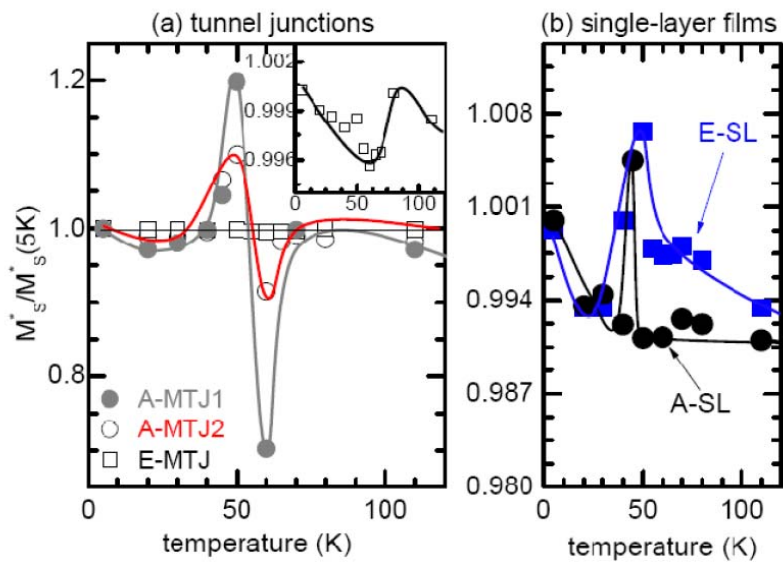 (a) tunnel junctions
(b) single-layer films
M*S/M*S(5K)
1.2
1.0
0.8
1.002
0.999
0.996
0
50
100
A-MTJ1
A-MTJ2
E-MTJ
0
50
100
temperature (K)
1.008
1.001
0.994
0.987
0.980
E-SL
A-SL
0
50
100
temperature (K)